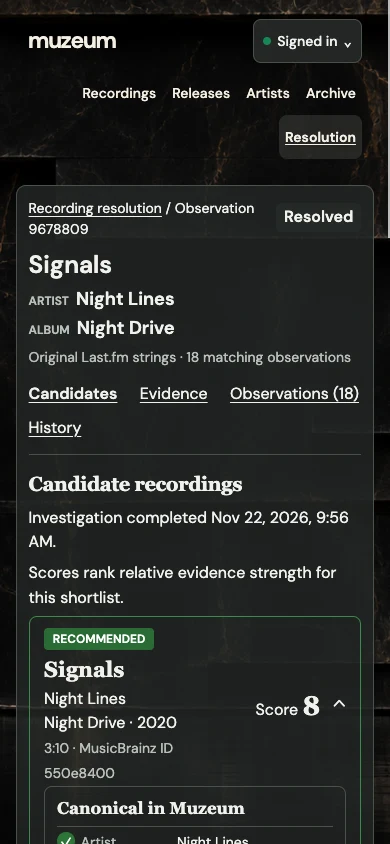 muzeum
Signed in
Recordings Releases Artists Archive
Resolution
Recording resolution / Observation
9678809
Resolved
Signals
ARTIST Night Lines
ALBUM Night Drive
Original Last.fm strings · 18 matching observations
Candidates Evidence Observations (18)
History
Candidate recordings
Investigation completed Nov 22, 2026, 9:56
AM.
Scores rank relative evidence strength for
this shortlist.
RECOMMENDED
Signals
Night Lines
Night Drive · 2020
3:10 · MusicBrainz ID
550e8400
Score 8
Canonical in Muzeum
Artist Night Lines